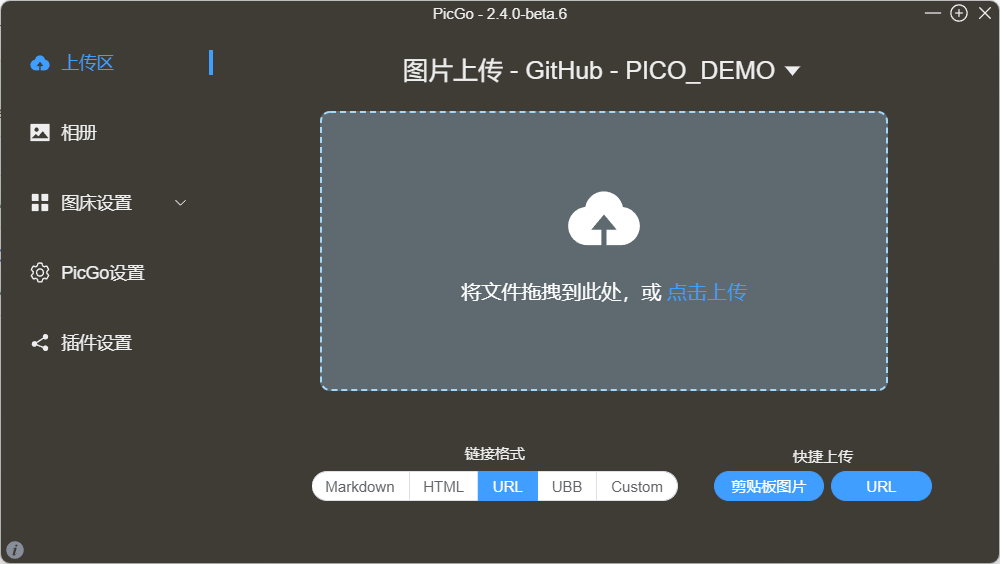 PicGo - 2.4.0-beta.6
上传区
相册
图床设置
PicGo设置
插件设置
图片上传 - GitHub - PICO_DEMO
将文件拖拽到此处，或 点击上传
链接格式
Markdown HTML URL UBB Custom
快捷上传
剪贴板图片 URL
i